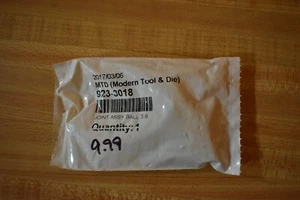 2017/03/06
MTD (Modern Tool & Die)
923-3018
JOINT ASSY BALL 3.8
Quantity: 1
9.99